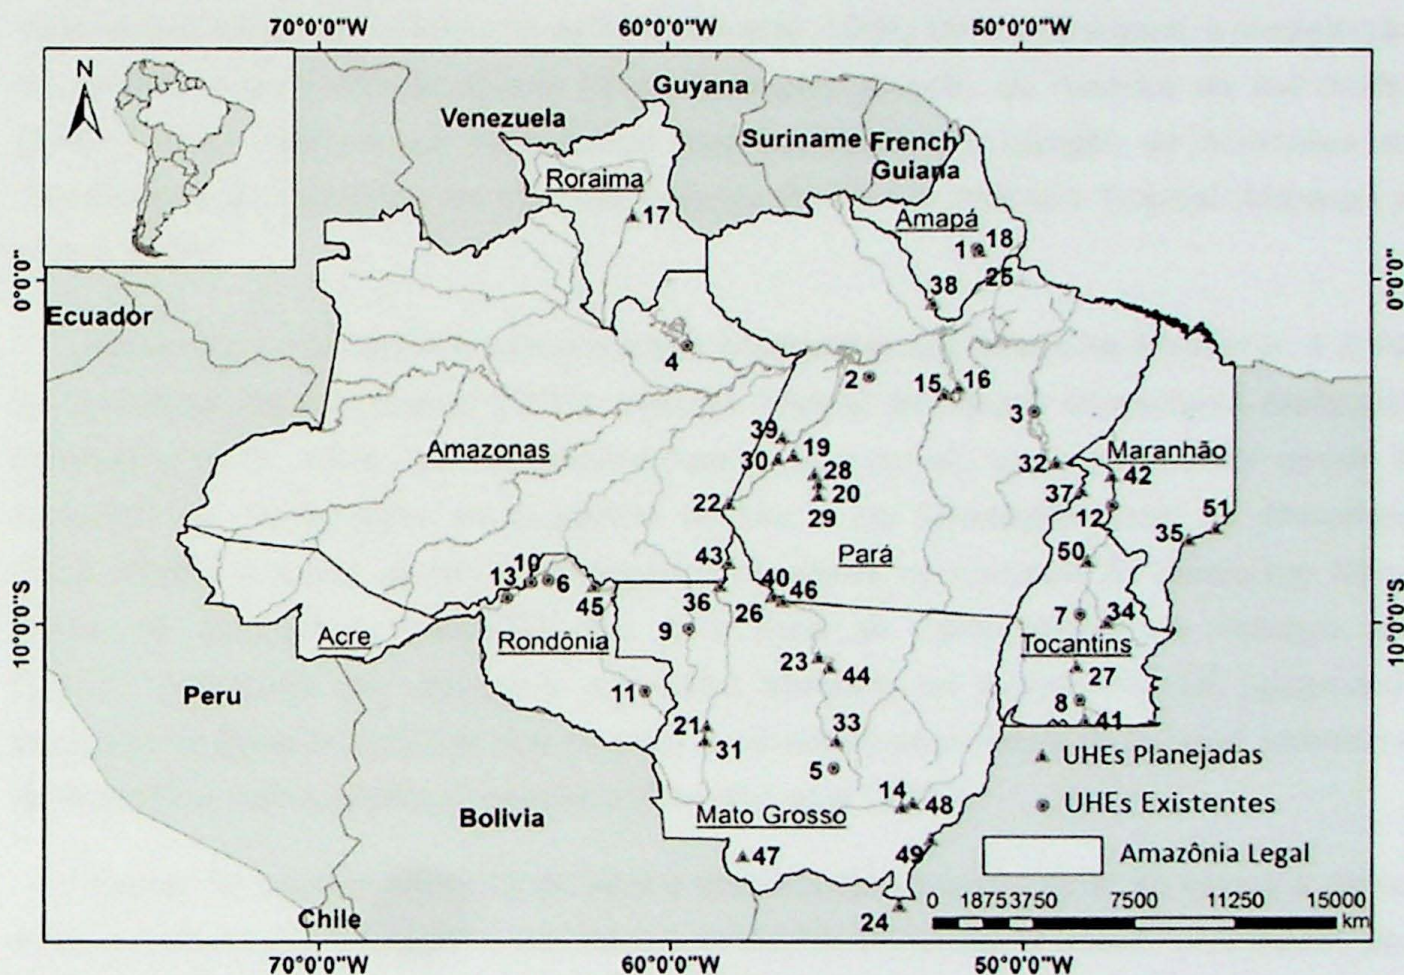 70°0'0"W 60°0'0"W 50°0'0"W
N
Guyana
Venezuela
Suriname French
Guiana
Roraima
17
Amapá
1 18
25
38
0°0'0" 0°0'0"
Ecuador
4
2
15 16
3
39
19
30
28
20
29
Amazonas
Maranhão
32
42
37
12
22
51
35
Pará
50
43
10
13
6
45
40
46
36
26
7
34
10°0'0"S 10°0'0"S
Acre
Rondônia
9
Tocantins
23
44
27
Peru
11
8
41
21
31
33
5
UHEs Planejadas
14
48
UHEs Existentes
Mato Grosso
Bolivia
49
47
Amazônia Legal
24
Chile
0 1875 3750 7500 11250 15000
km
70°0'0"W 60°0'0"W 50°0'0"W